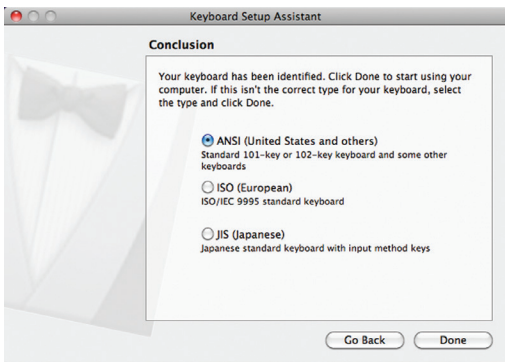 Keyboard Setup Assistant
Conclusion
Your keyboard has been identified. Click Done to start using your
computer. If this isn't the correct type for your keyboard, select
the type and click Done.
ANSI (United States and others)
Standard 101-key or 102-key keyboard and some other
keyboards
ISO (European)
ISO/IEC 9995 standard keyboard
JIS (Japanese)
Japanese standard keyboard with input method keys
Go Back Done